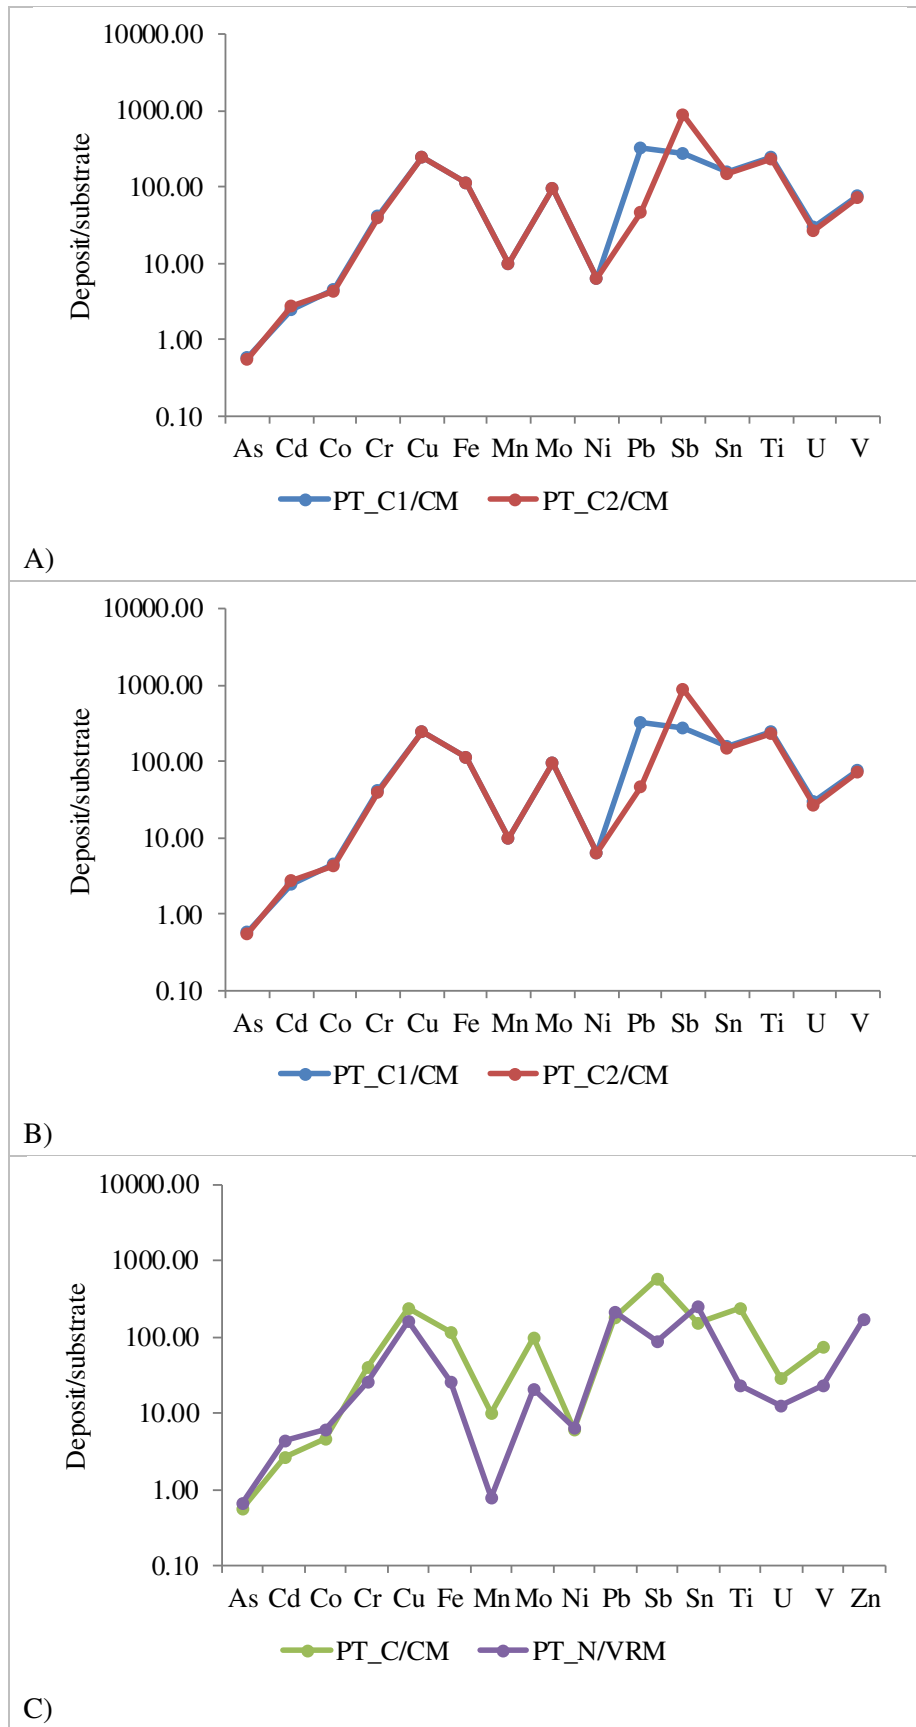 10000.00
1000.00
100.00
10.00
1.00
0.10
Deposit/substrate
As Cd Co Cr Cu Fe Mn Mo Ni Pb Sb Sn Ti U V
PT_C1/CM PT_C2/CM
A)
10000.00
1000.00
100.00
10.00
1.00
0.10
Deposit/substrate
As Cd Co Cr Cu Fe Mn Mo Ni Pb Sb Sn Ti U V
PT_C1/CM PT_C2/CM
B)
10000.00
1000.00
100.00
10.00
1.00
0.10
Deposit/substrate
As Cd Co Cr Cu Fe Mn Mo Ni Pb Sb Sn Ti U V Zn
PT_C/CM PT_N/VRM
C)